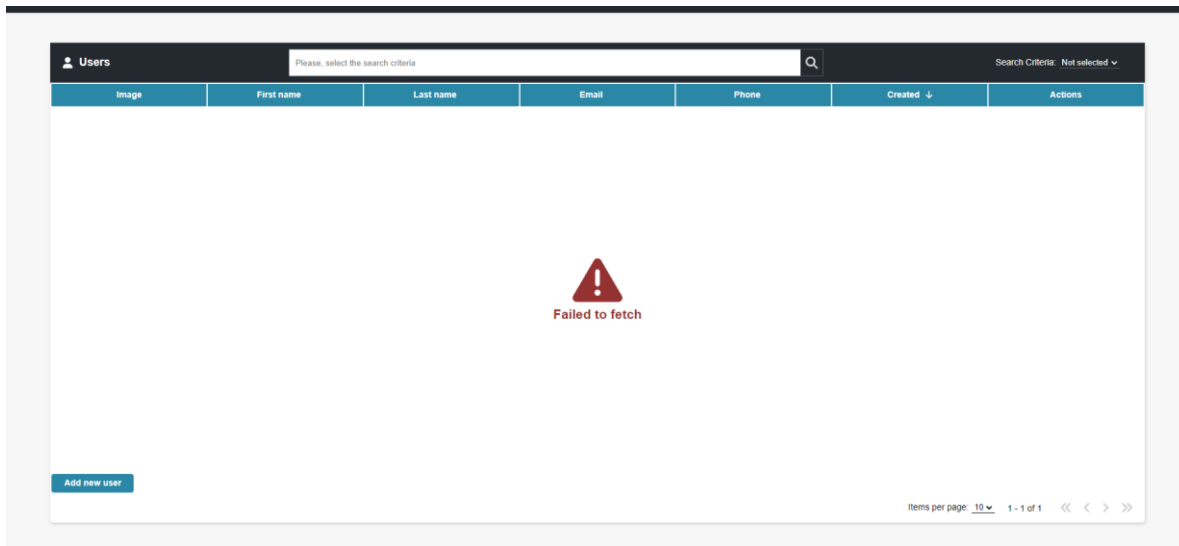 Users
Please, select the search criteria
Search Criteria: Not selected
Image First name Last name Email Phone Created Actions
Failed to fetch
Add new user
Items per page: 10 1 - 1 of 1